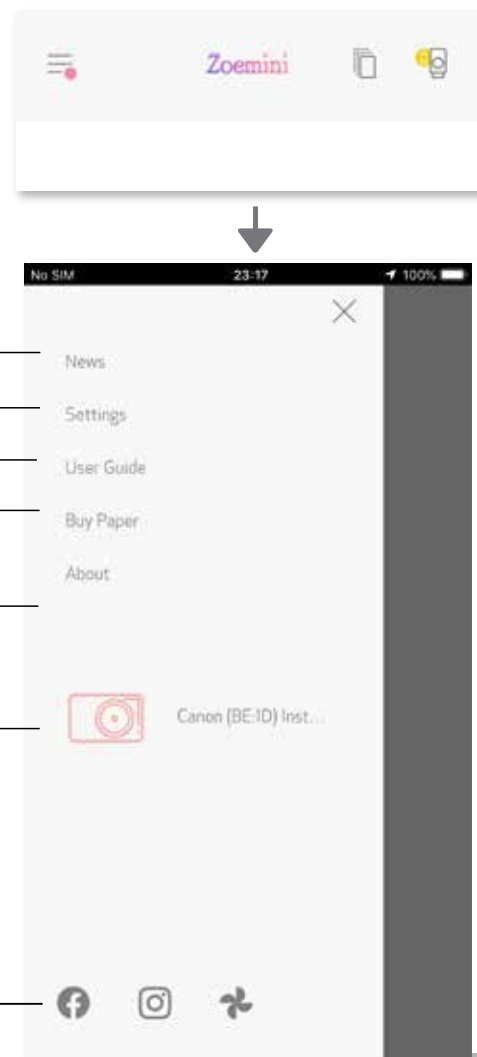 Zoemini
No SIM 23:17 100%
News
Settings
User Guide
Buy Paper
About
Canon (BE:1D) Inst...